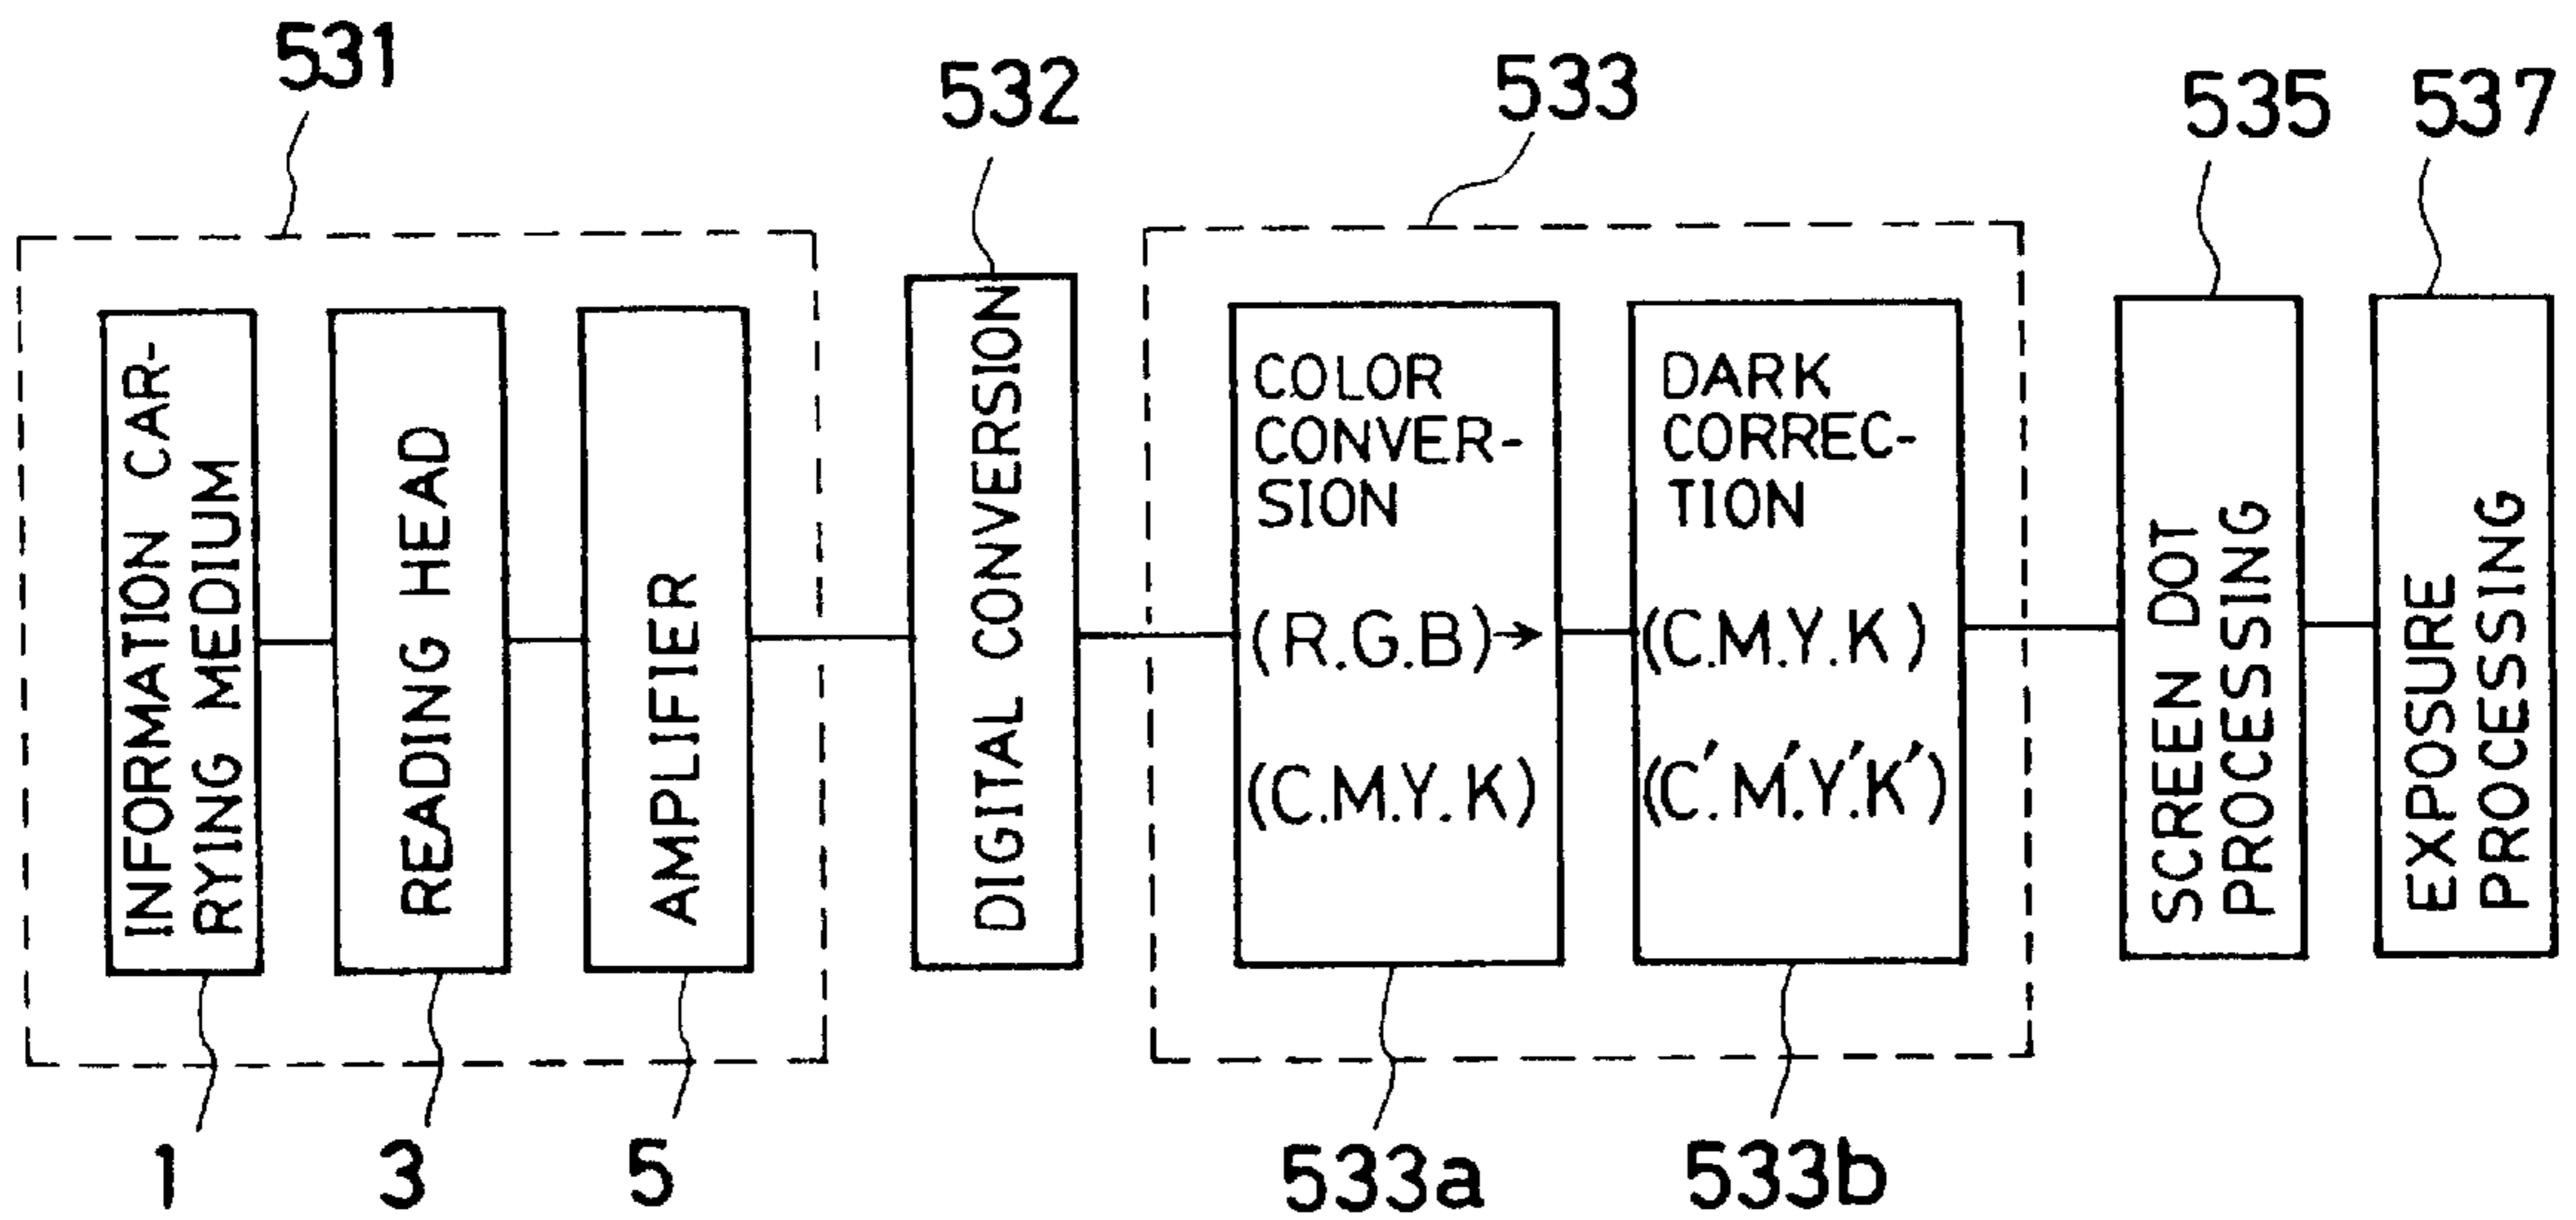 531
532
533
535
537
INFORMATION CAR-
RYING MEDIUM
READING HEAD
AMPLIFIER
DIGITAL CONVERSION
COLOR
CONVER-
SION
(R.G.B)→
(C.M.Y.K)
DARK
CORREC-
TION
(C.M.Y.K)
(C'.M'.Y'.K')
SCREEN DOT
PROCESSING
EXPOSURE
PROCESSING
1
3
5
533a
533b